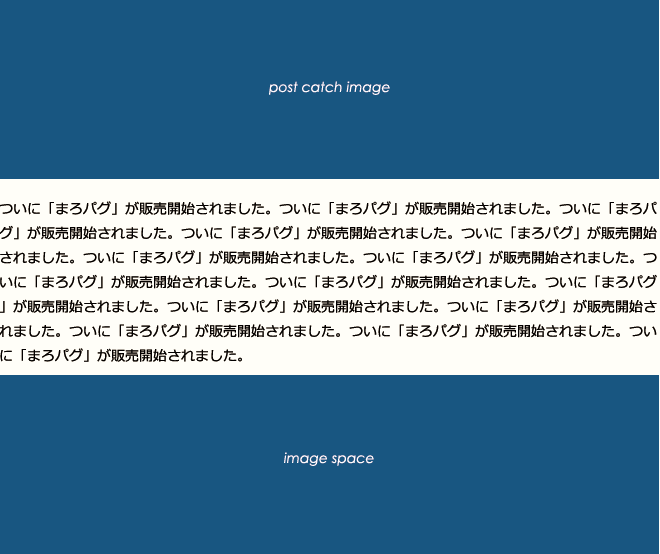 post catch image
ついに「まろパグ」が販売開始されました。ついに「まろパグ」が販売開始されました。ついに「まろパ
グ」が販売開始されました。ついに「まろパグ」が販売開始されました。ついに「まろパグ」が販売開始
されました。ついに「まろパグ」が販売開始されました。ついに「まろパグ」が販売開始されました。つ
いに「まろパグ」が販売開始されました。ついに「まろパグ」が販売開始されました。ついに「まろパグ
」が販売開始されました。ついに「まろパグ」が販売開始されました。ついに「まろパグ」が販売開始さ
れました。ついに「まろパグ」が販売開始されました。ついに「まろパグ」が販売開始されました。つい
に「まろパグ」が販売開始されました。
image space